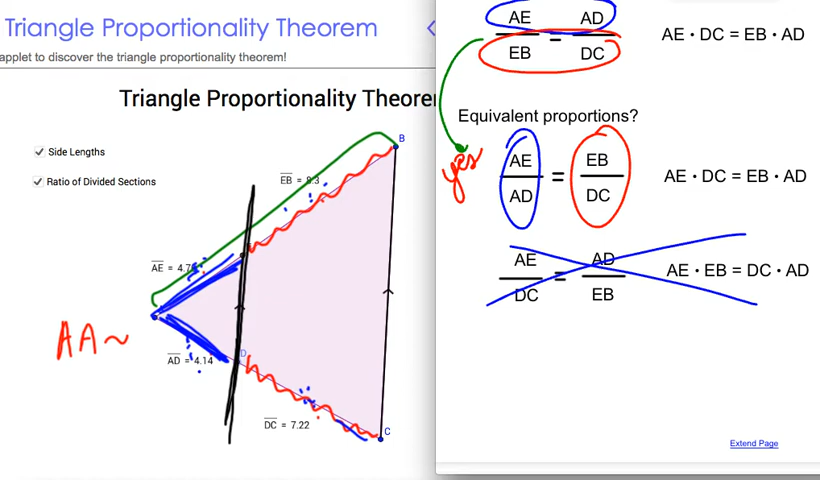 Triangle Proportionality Theorem
applet to discover the triangle proportionality theorem!
Triangle Proportionality Theore
Side Lengths
Ratio of Divided Sections
B
EB = 8.3
AE = 4.7
D
AD = 4.14
DC = 7.22
C
AA~
AE/EB = AD/DC
AE · DC = EB · AD
Equivalent proportions?
yes
AE/AD = EB/DC
AE · DC = EB · AD
AE/DC = AD/EB
AE · EB = DC · AD
Extend Page